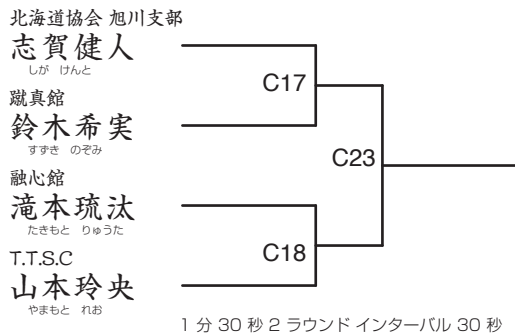 北海道協会 旭川支部
志賀健人
しが けんと
C17
蹴真館
鈴木希実
すずき のぞみ
C23
融心館
滝本琉汰
たきもと りゅうた
C18
T.T.S.C
山本玲央
やまもと れお
1 分 30 秒 2 ラウンド インターバル 30 秒